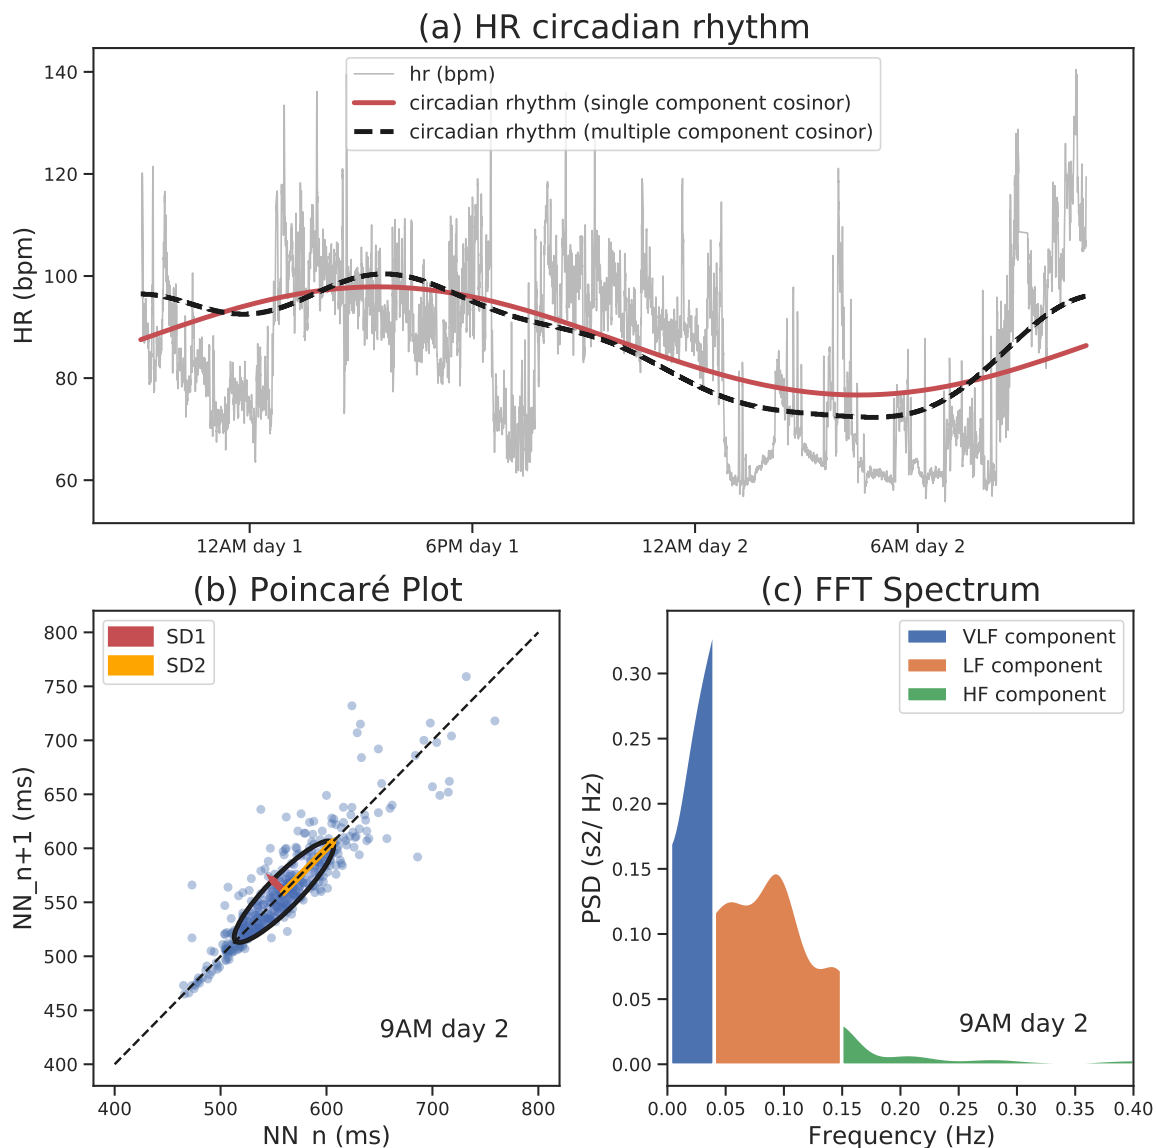 (a) HR circadian rhythm
hr (bpm)
circadian rhythm (single component cosinor)
circadian rhythm (multiple component cosinor)
HR (bpm)
140
120
100
80
60
12AM day 1
6PM day 1
12AM day 2
6AM day 2
(b) Poincaré Plot
SD1
SD2
NN_n+1 (ms)
800
750
700
650
600
550
500
450
400
9AM day 2
400
500
600
700
800
NN_n (ms)
(c) FFT Spectrum
VLF component
LF component
HF component
PSD (s2/ Hz)
0.30
0.25
0.20
0.15
0.10
0.05
0.00
9AM day 2
0.00 0.05 0.10 0.15 0.20 0.25 0.30 0.35 0.40
Frequency (Hz)